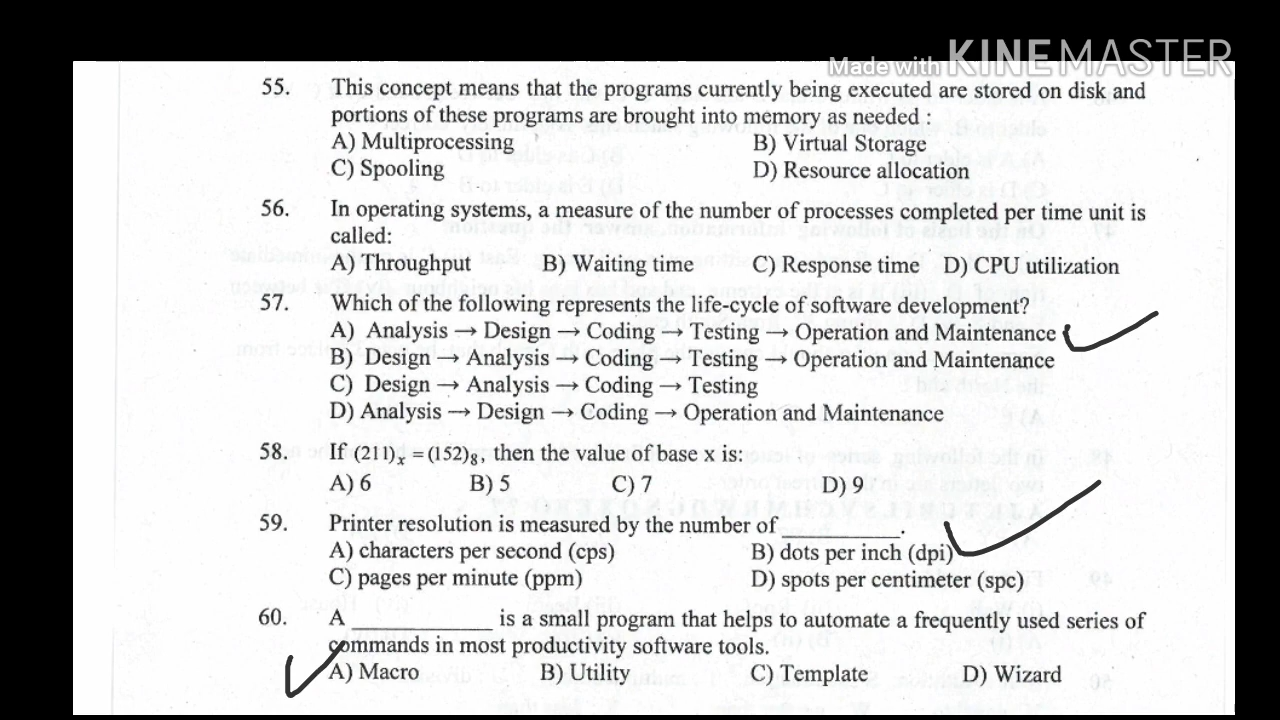 Made with KINEMASTER
55. This concept means that the programs currently being executed are stored on disk and
portions of these programs are brought into memory as needed :
A) Multiprocessing B) Virtual Storage
C) Spooling D) Resource allocation
56. In operating systems, a measure of the number of processes completed per time unit is
called:
A) Throughput B) Waiting time C) Response time D) CPU utilization
57. Which of the following represents the life-cycle of software development?
A) Analysis → Design → Coding → Testing → Operation and Maintenance
B) Design → Analysis → Coding → Testing → Operation and Maintenance
C) Design → Analysis → Coding → Testing
D) Analysis → Design → Coding → Operation and Maintenance
58. If (211)x = (152)8, then the value of base x is:
A) 6 B) 5 C) 7 D) 9
59. Printer resolution is measured by the number of ____________.
A) characters per second (cps) B) dots per inch (dpi)
C) pages per minute (ppm) D) spots per centimeter (spc)
60. A ______________ is a small program that helps to automate a frequently used series of
commands in most productivity software tools.
A) Macro B) Utility C) Template D) Wizard